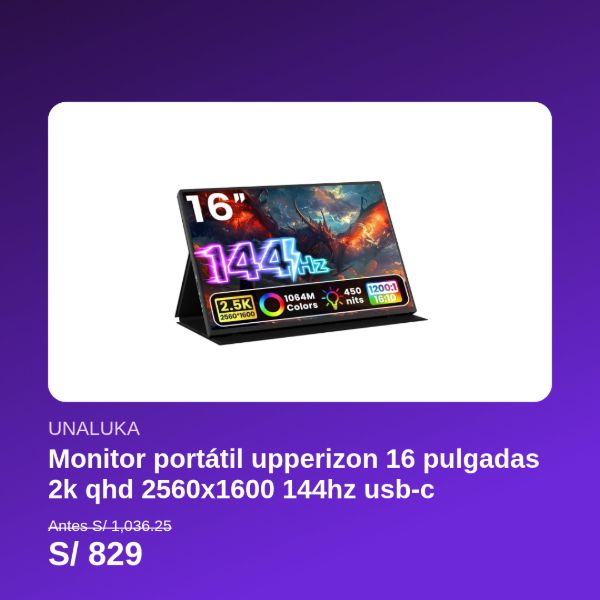 16”
144Hz
2.5K
2560*1600
1064M
Colors
450
nits
1200:1
16:10
UNALUKA
Monitor portátil upperizon 16 pulgadas
2k qhd 2560x1600 144hz usb-c
Antes S/ 1,036.25
S/ 829